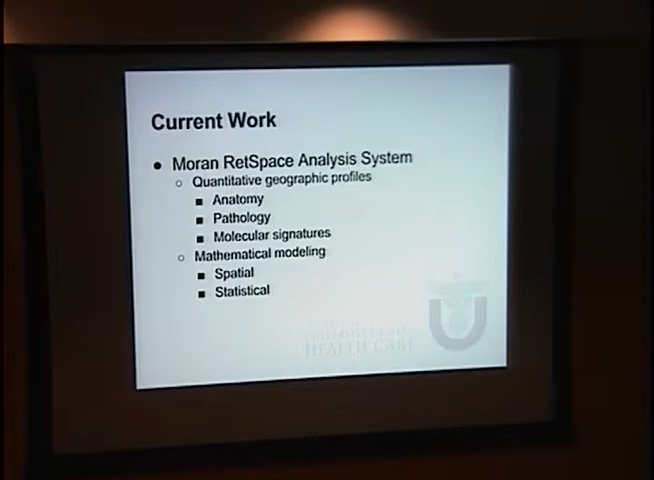 Current Work
• Moran RetSpace Analysis System
○ Quantitative geographic profiles
■ Anatomy
■ Pathology
■ Molecular signatures
○ Mathematical modeling
■ Spatial
■ Statistical
HEALTH CARE